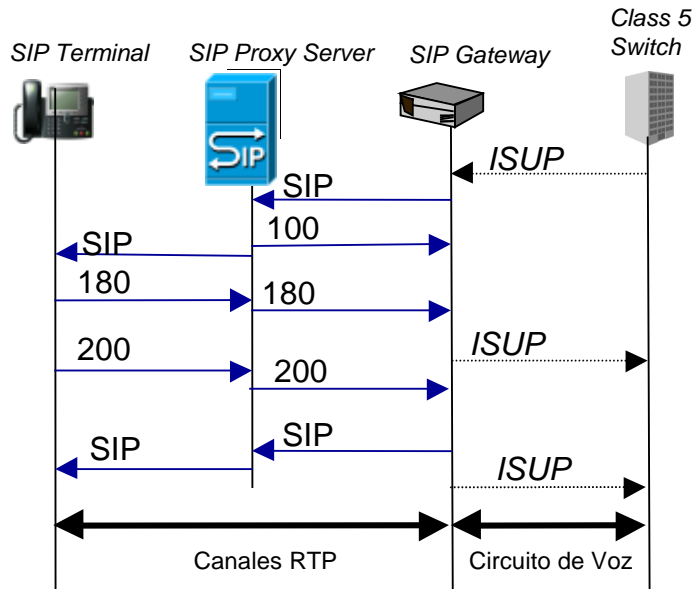 Class 5
Switch
SIP Terminal
SIP Proxy Server
SIP Gateway
SIP
ISUP
SIP
100
SIP
180
180
200
ISUP
200
SIP
SIP
ISUP
Canales RTP
Circuito de Voz